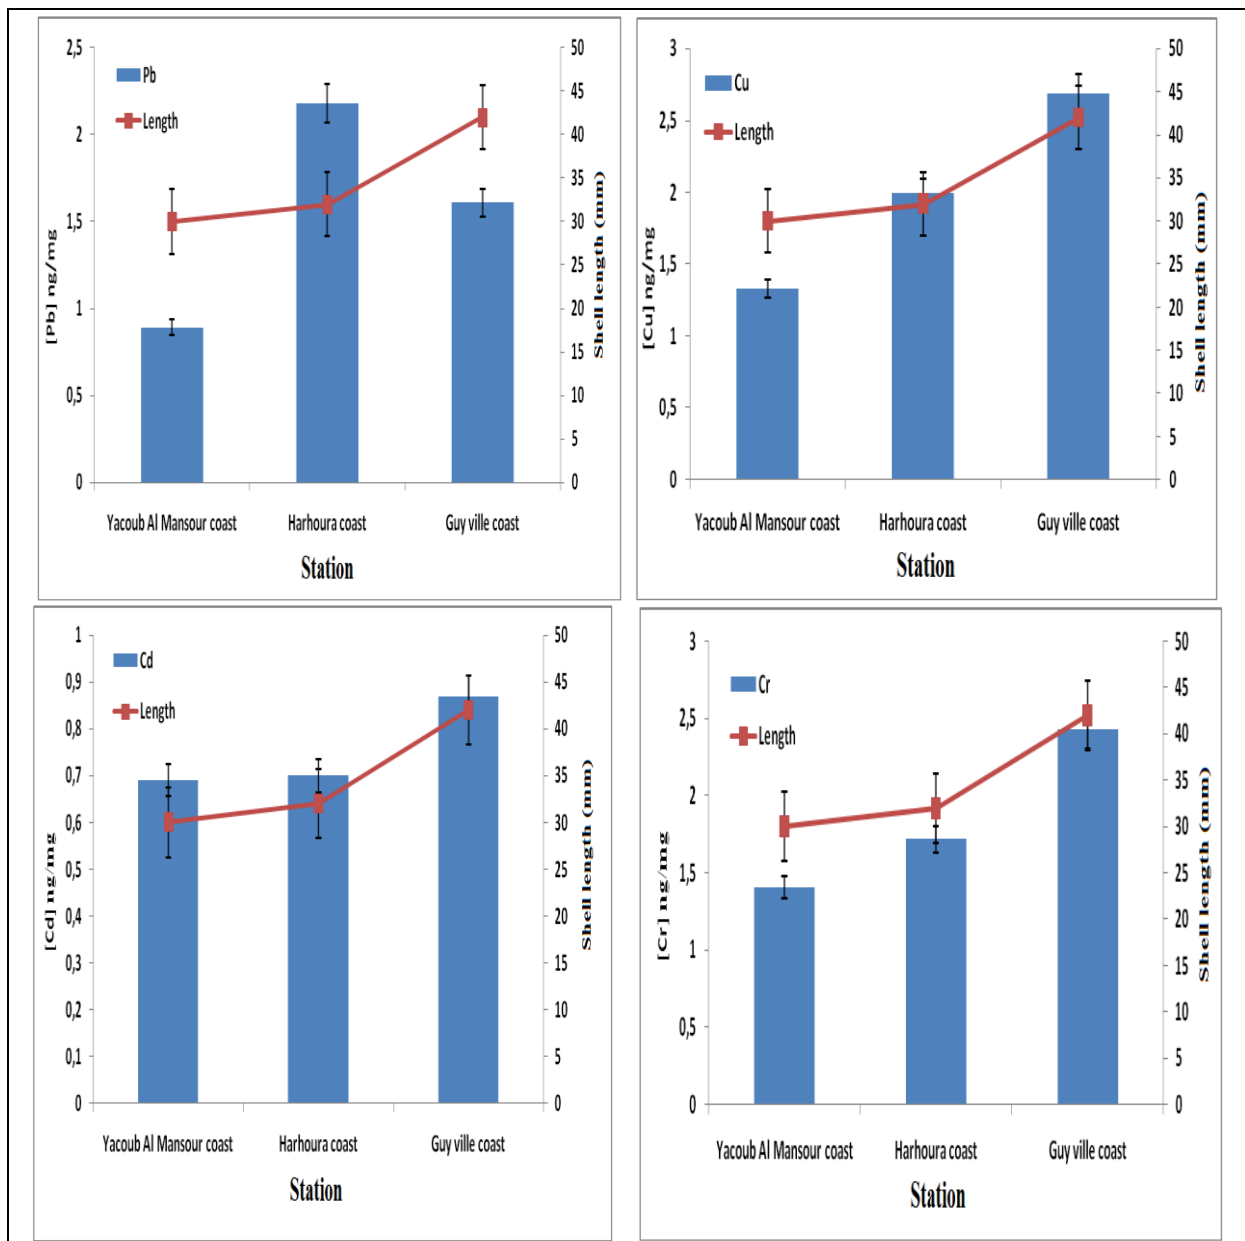 2,5
2
1,5
1
0,5
0
[Pb] ng/mg
Pb
Length
50
45
40
35
30
25
20
15
10
5
0
Shell length (mm)
Yacoub Al Mansour coast
Harhoura coast
Guy ville coast
Station
3
2,5
2
1,5
1
0,5
0
[Cu] ng/mg
Cu
Length
50
45
40
35
30
25
20
15
10
5
0
Shell length (mm)
Yacoub Al Mansour coast
Harhoura coast
Guy ville coast
Station
1
0,9
0,8
0,7
0,6
0,5
0,4
0,3
0,2
0,1
0
[Cd] ng/mg
Cd
Length
50
45
40
35
30
25
20
15
10
5
0
Shell length (mm)
Yacoub Al Mansour coast
Harhoura coast
Guy ville coast
Station
3
2,5
2
1,5
1
0,5
0
[Cr] ng/mg
Cr
Length
50
45
40
35
30
25
20
15
10
5
0
Shell length (mm)
Yacoub Al Mansour coast
Harhoura coast
Guy ville coast
Station